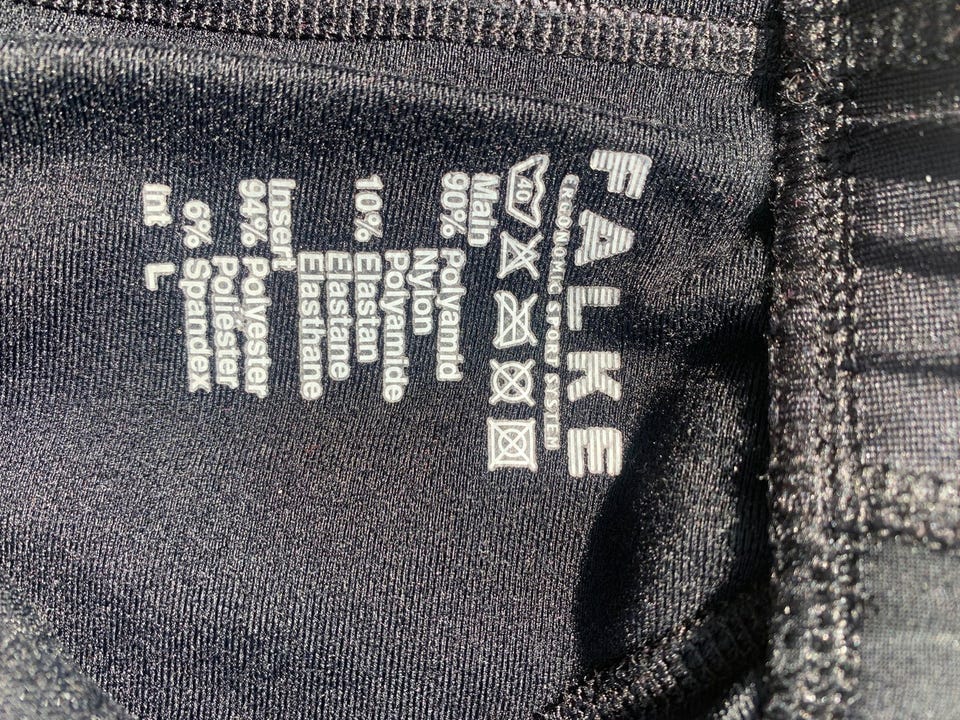 FALKE
ERGONOMIC SPORT SYSTEM
40
Main
90% Polyamid
Nylon
Polyamide
10% Elastan
Elastaine
Elasthane
Insert
94% Polyester
Poliester
6% Spandex
Int L